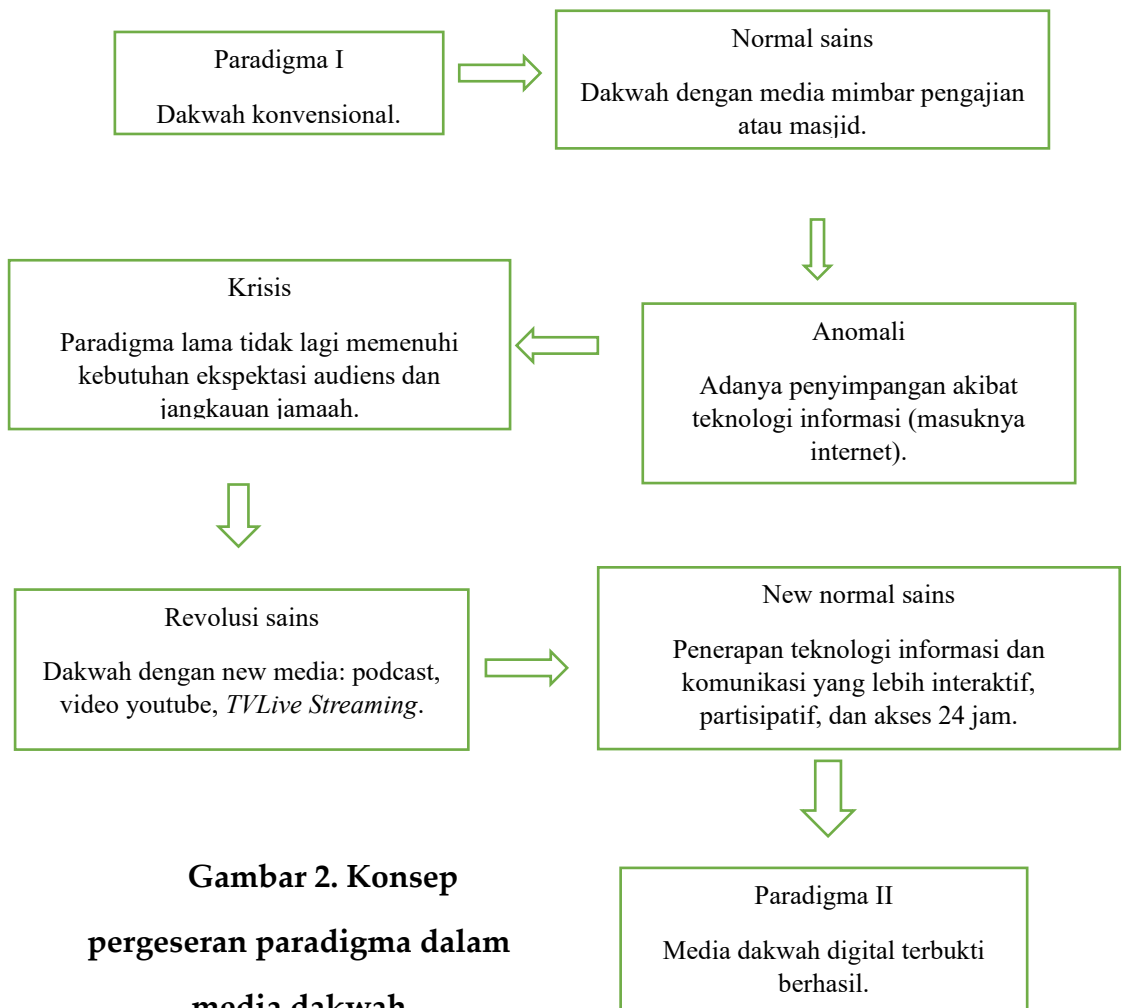 Paradigma I
Dakwah konvensional.
Normal sains
Dakwah dengan media mimbar pengajian
atau masjid.
Anomali
Adanya penyimpangan akibat
teknologi informasi (masuknya
internet).
Krisis
Paradigma lama tidak lagi memenuhi
kebutuhan ekspektasi audiens dan
jangkauan jamaah.
Revolusi sains
Dakwah dengan new media: podcast,
video youtube, TVLive Streaming.
New normal sains
Penerapan teknologi informasi dan
komunikasi yang lebih interaktif,
partisipatif, dan akses 24 jam.
Paradigma II
Media dakwah digital terbukti
berhasil.
Gambar 2. Konsep
pergeseran paradigma dalam
media dakwah